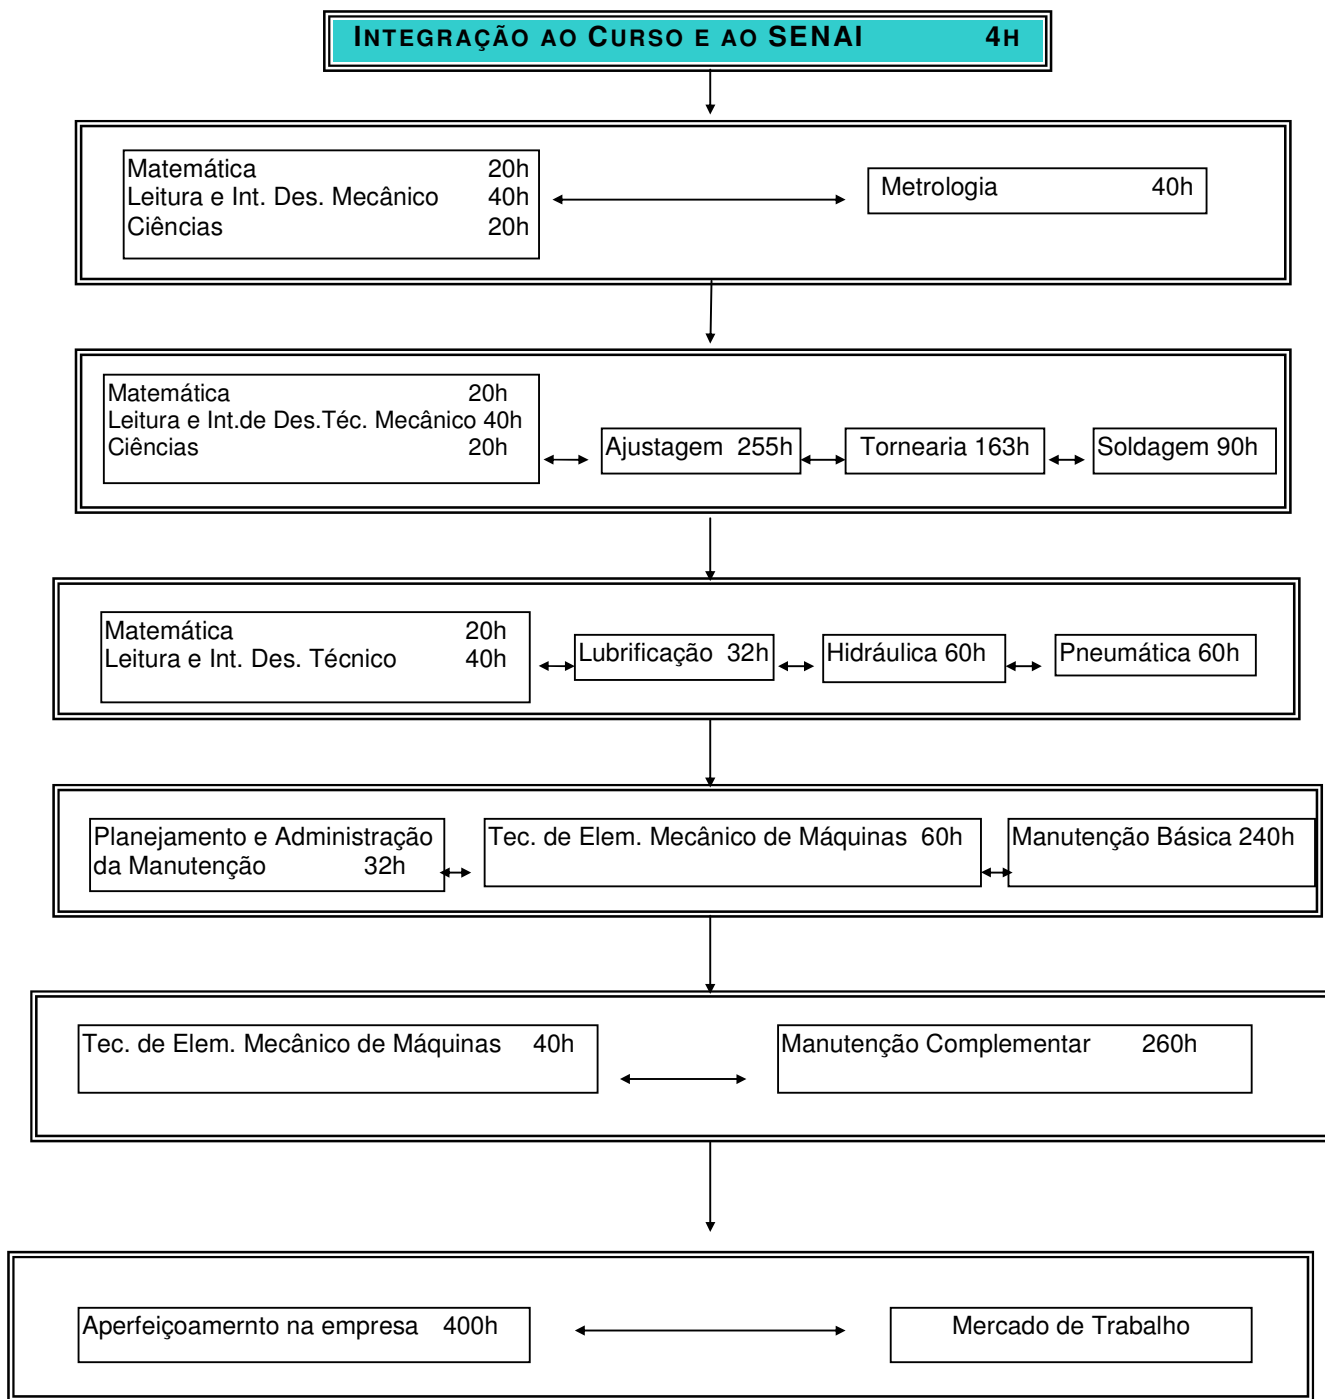 INTEGRAÇÃO AO CURSO E AO SENAI 4H
Matemática 20h
Leitura e Int. Des. Mecânico 40h
Ciências 20h
Metrologia 40h
Matemática 20h
Leitura e Int.de Des.Téc. Mecânico 40h
Ciências 20h
Ajustagem 255h
Tornearia 163h
Soldagem 90h
Matemática 20h
Leitura e Int. Des. Técnico 40h
Lubrificação 32h
Hidráulica 60h
Pneumática 60h
Planejamento e Administração
da Manutenção 32h
Tec. de Elem. Mecânico de Máquinas 60h
Manutenção Básica 240h
Tec. de Elem. Mecânico de Máquinas 40h
Manutenção Complementar 260h
Aperfeiçoamernto na empresa 400h
Mercado de Trabalho